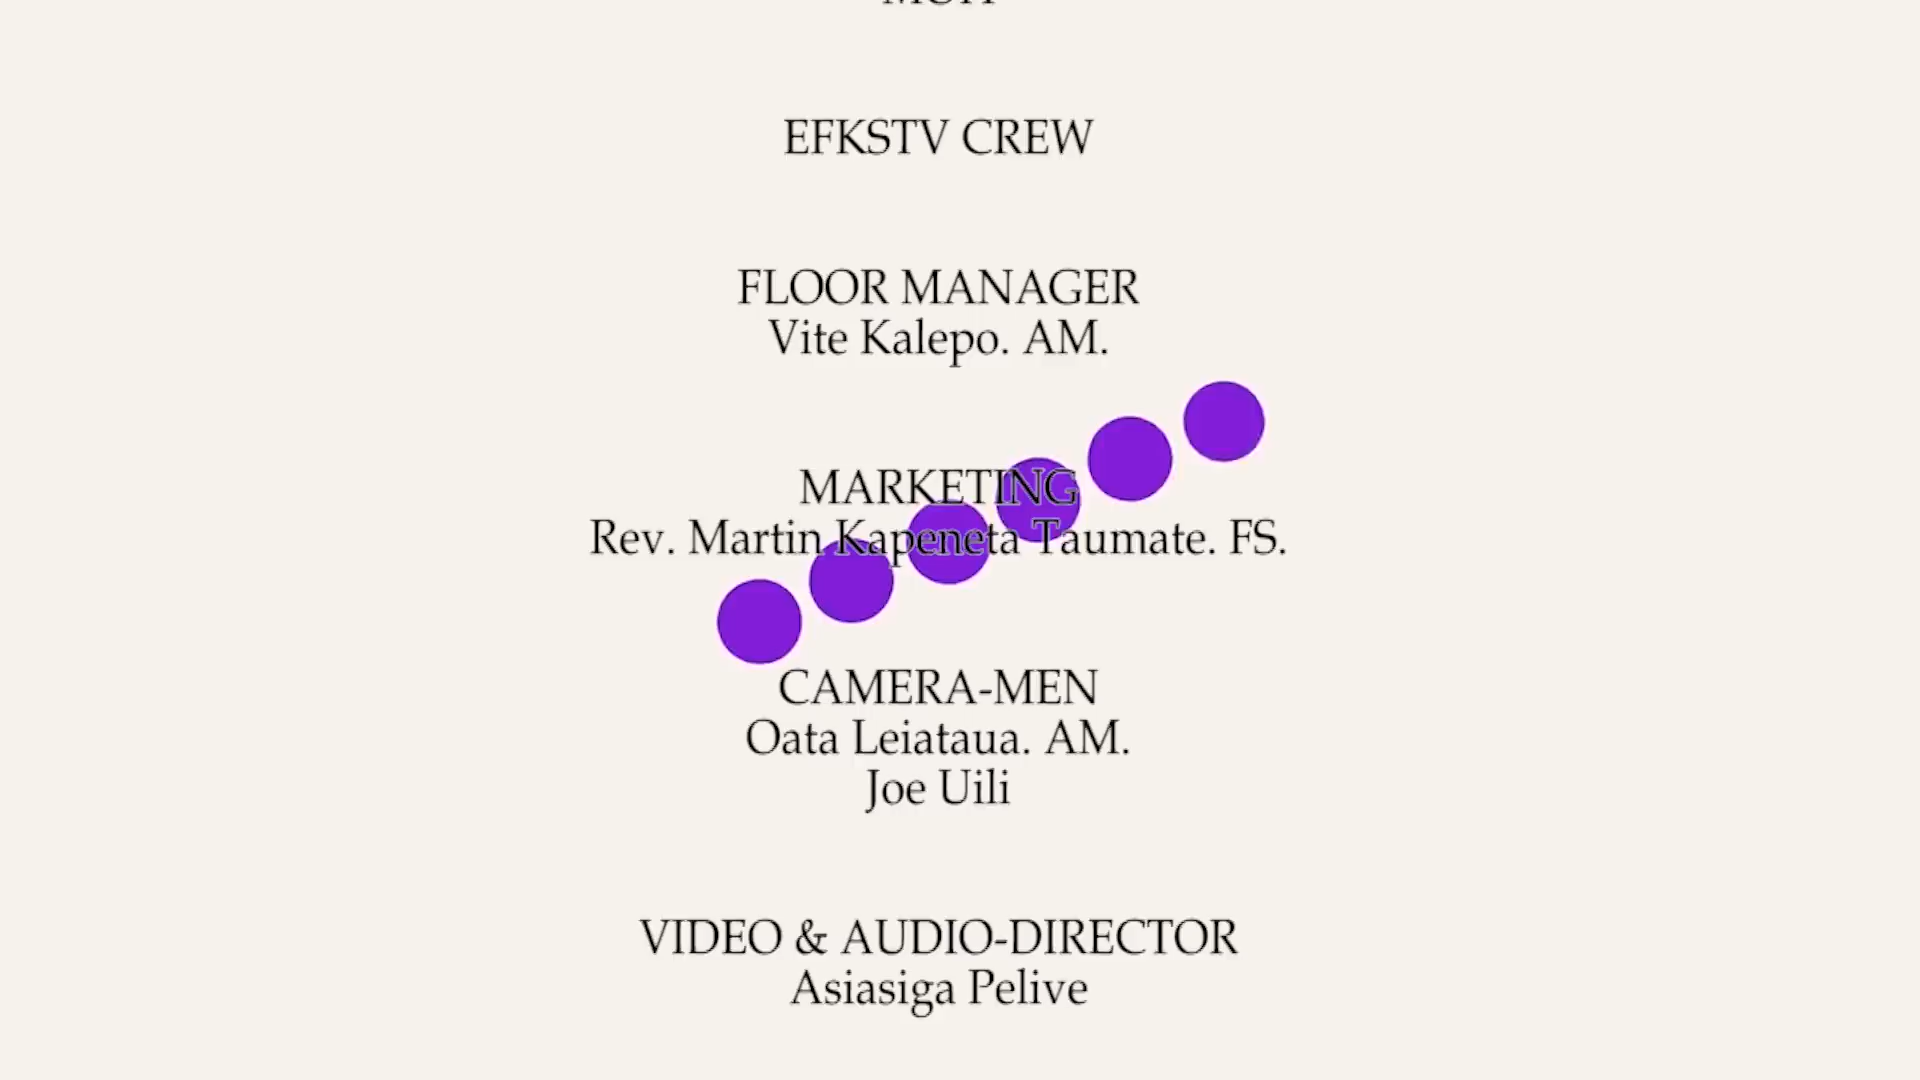 EFKSTV CREW
FLOOR MANAGER
Vite Kalepo. AM.
MARKETING
Rev. Martin Kapeneta Taumate. FS.
CAMERA-MEN
Oata Leiataua. AM.
Joe Uili
VIDEO & AUDIO-DIRECTOR
Asiasiga Pelive